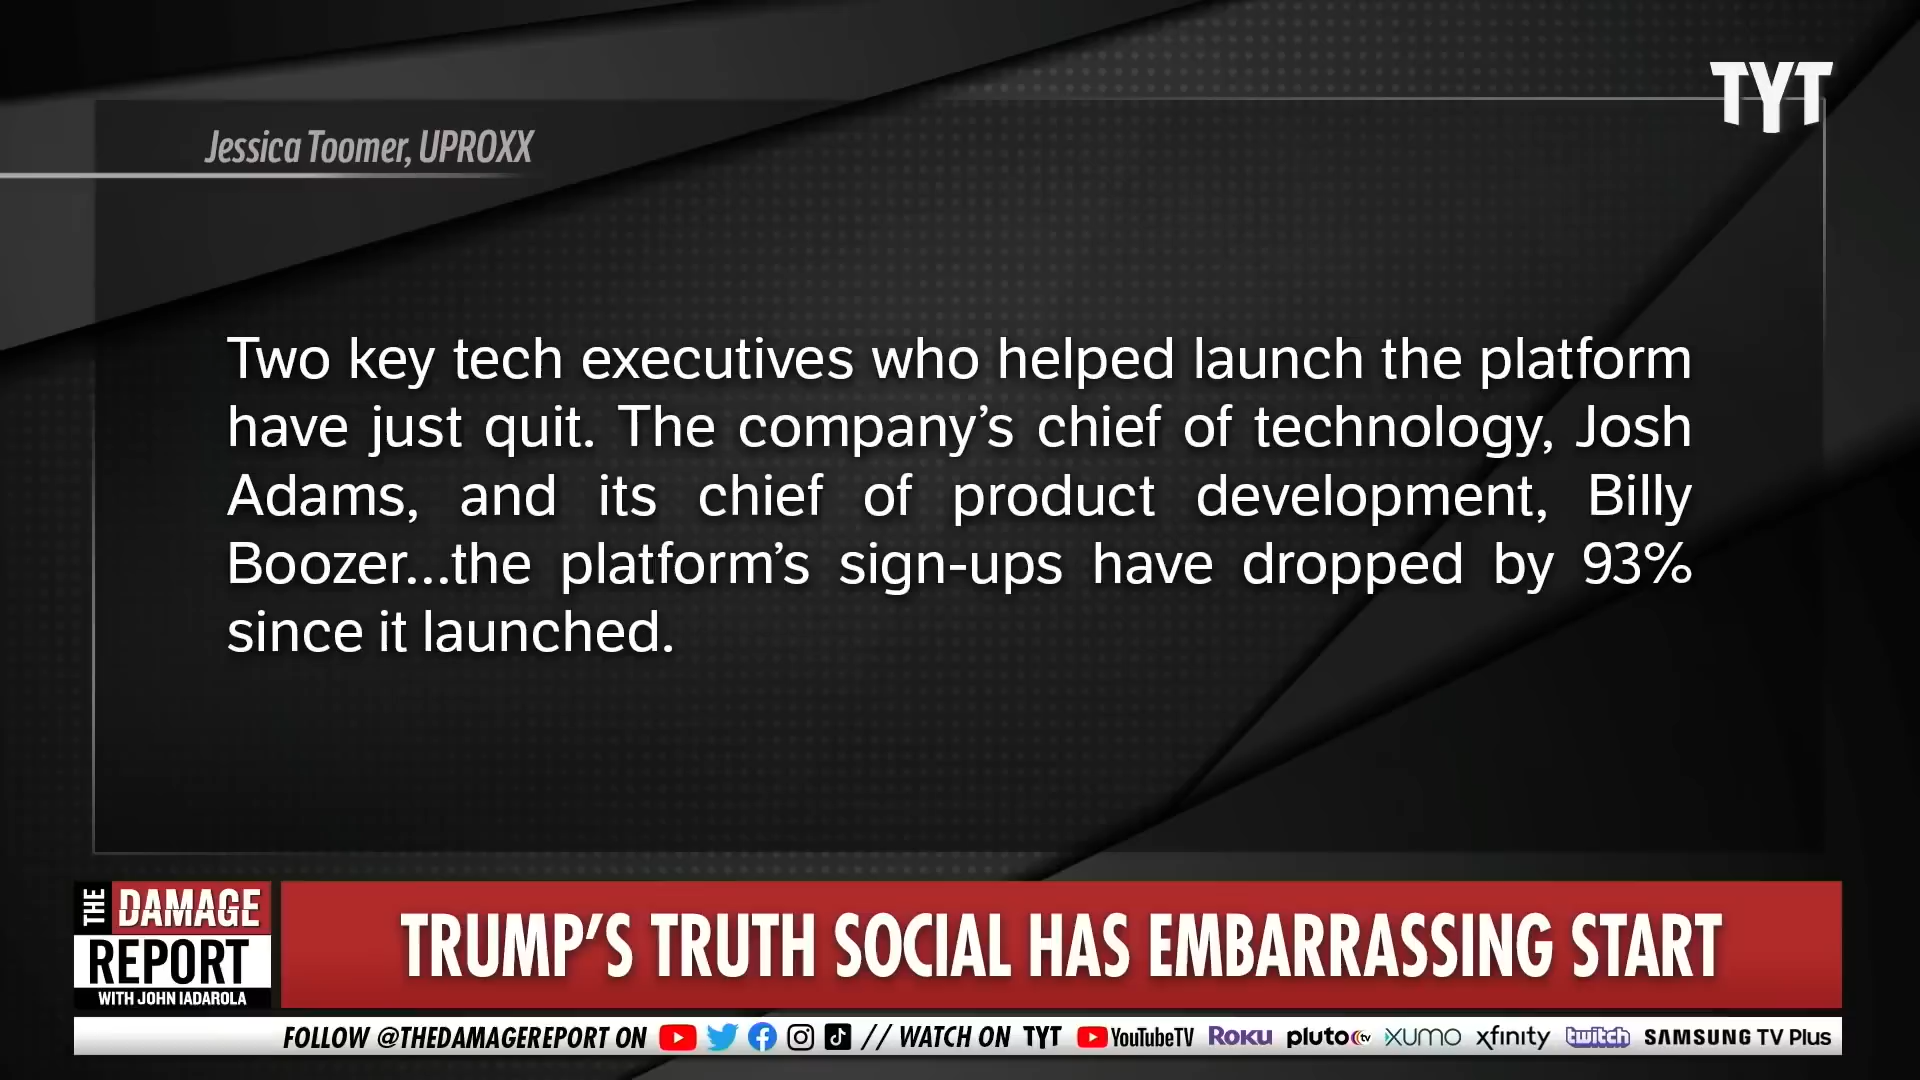 TYT
Jessica Toomer, UPROXX
Two key tech executives who helped launch the platform
have just quit. The company’s chief of technology, Josh
Adams, and its chief of product development, Billy
Boozer...the platform’s sign-ups have dropped by 93%
since it launched.
THE DAMAGE
REPORT
WITH JOHN IADAROLA
TRUMP’S TRUTH SOCIAL HAS EMBARRASSING START
FOLLOW @THEDAMAGEREPORT ON // WATCH ON TYT YouTubeTV Roku pluto tv xumo xfinity twitch SAMSUNG TV Plus